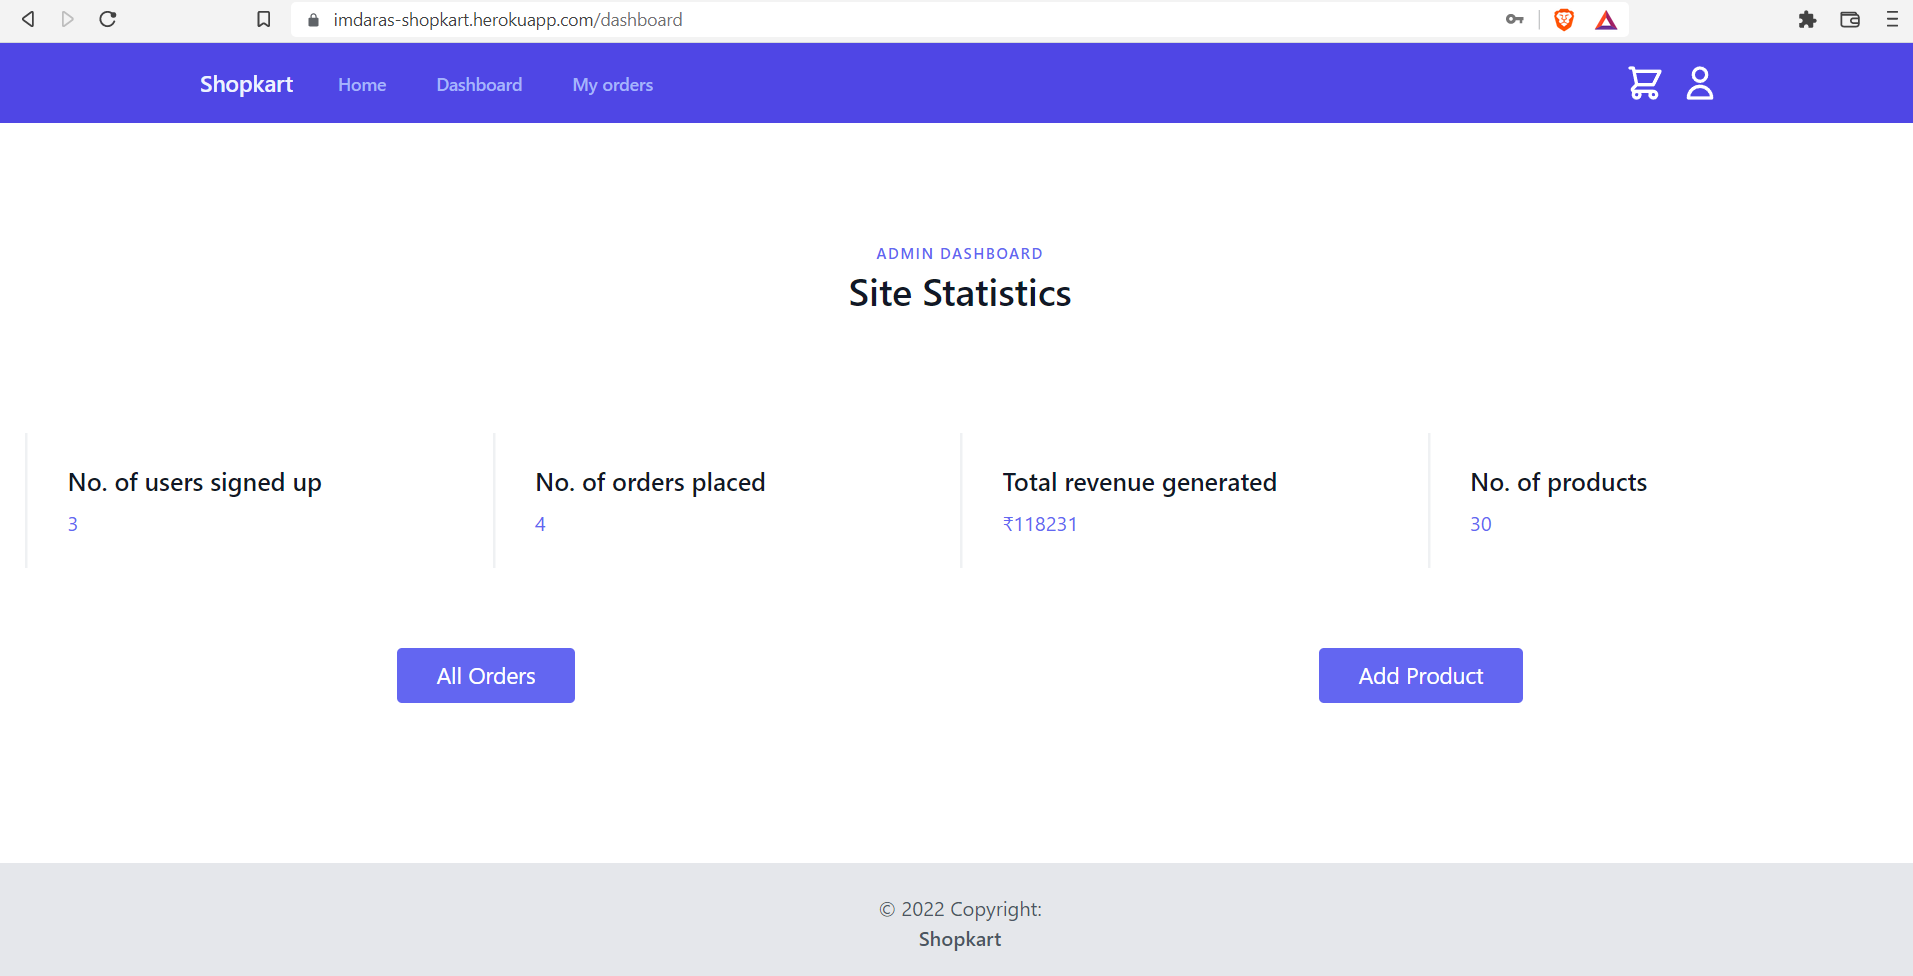 imdaras-shopkart.herokuapp.com/dashboard
Shopkart Home Dashboard My orders
ADMIN DASHBOARD
Site Statistics
No. of users signed up
3
No. of orders placed
4
Total revenue generated
₹118231
No. of products
30
All Orders
Add Product
© 2022 Copyright:
Shopkart